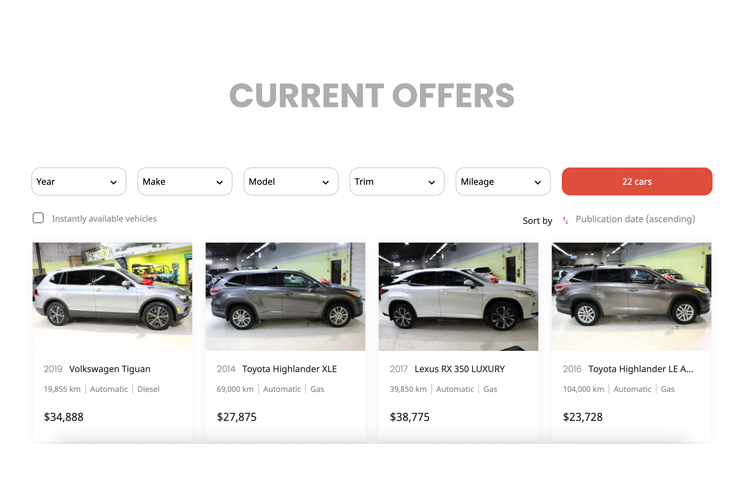 CURRENT OFFERS
Year Make Model Trim Mileage 22 cars
Instantly available vehicles
Sort by Publication date (ascending)
2019 Volkswagen Tiguan
19,855 km | Automatic | Diesel
$34,888
2014 Toyota Highlander XLE
69,000 km | Automatic | Gas
$27,875
2017 Lexus RX 350 LUXURY
39,850 km | Automatic | Gas
$38,775
2016 Toyota Highlander LE A...
104,000 km | Automatic | Gas
$23,728